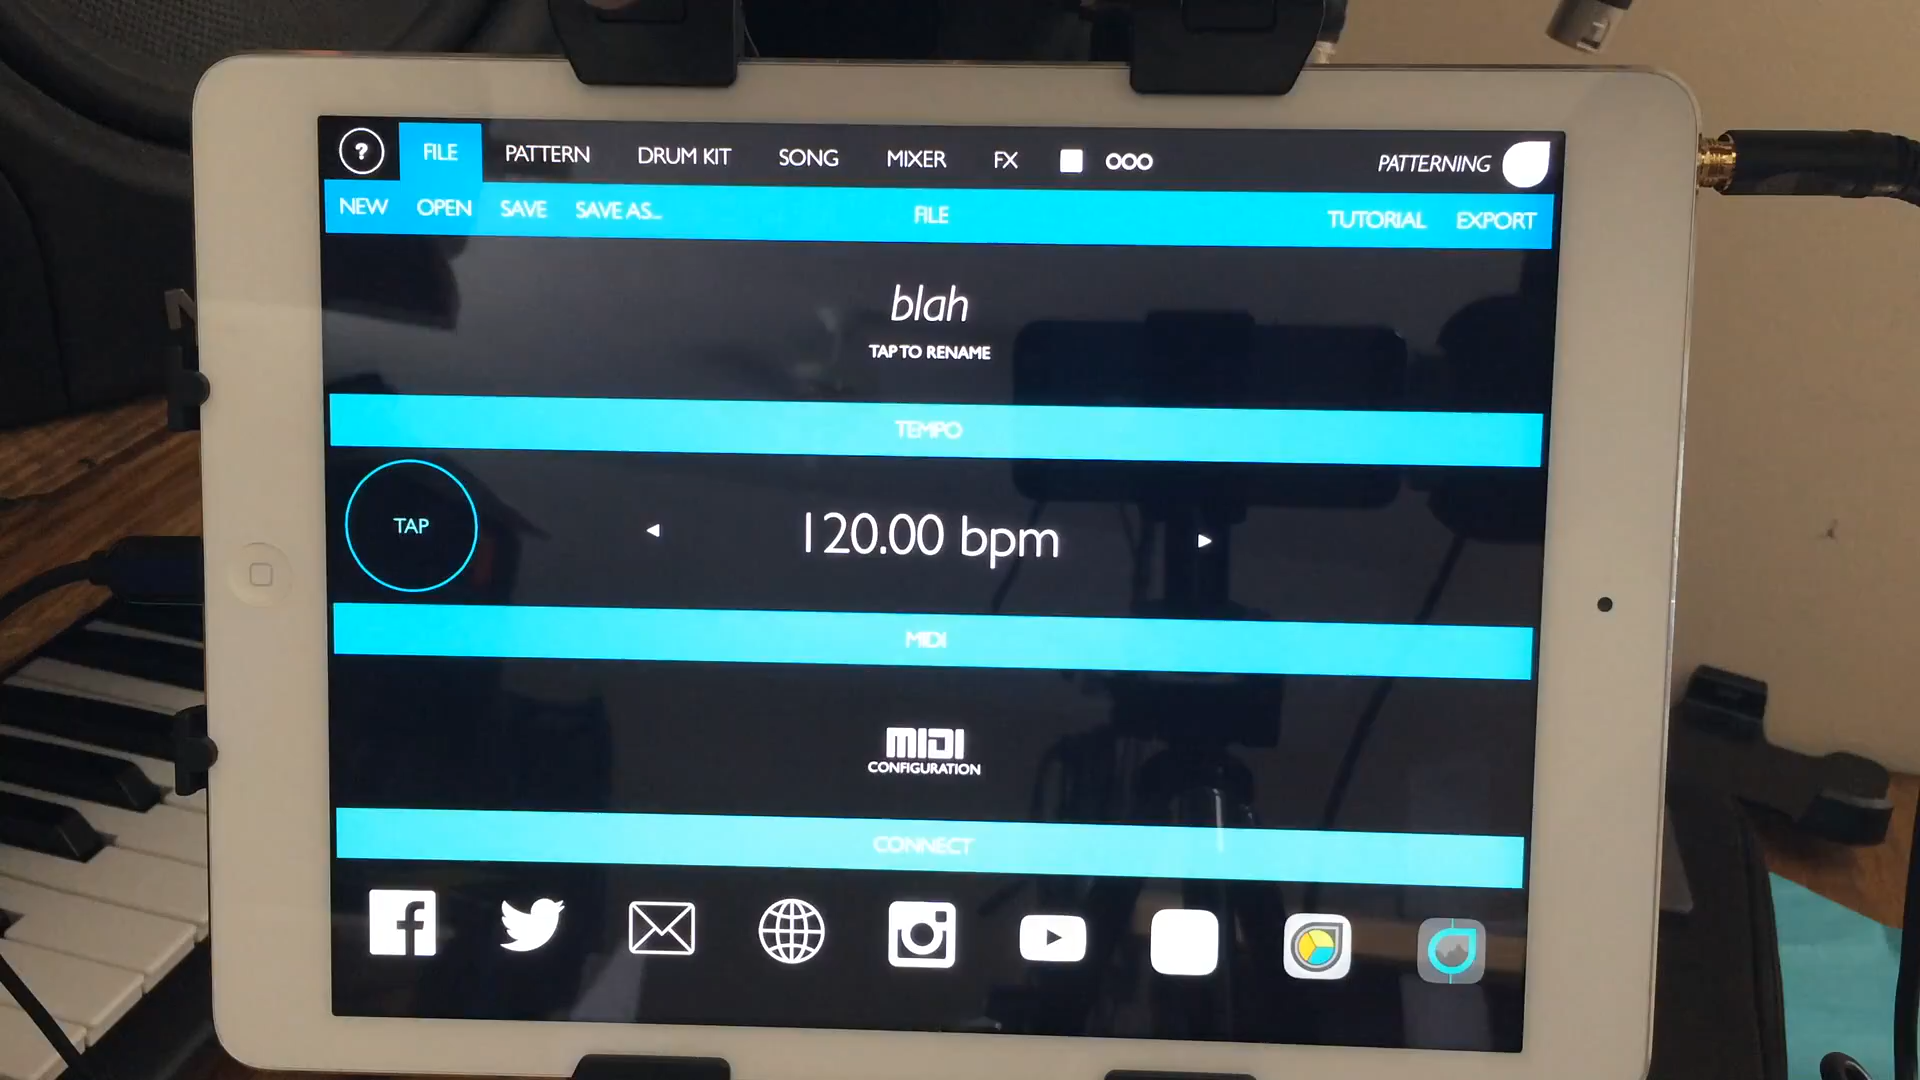 ? FILE PATTERN DRUM KIT SONG MIXER FX PATTERNING
NEW OPEN SAVE SAVE AS... FILE TUTORIAL EXPORT
blah
TAP TO RENAME
TEMPO
TAP 120.00 bpm
MIDI
MIDI
CONFIGURATION
CONNECT